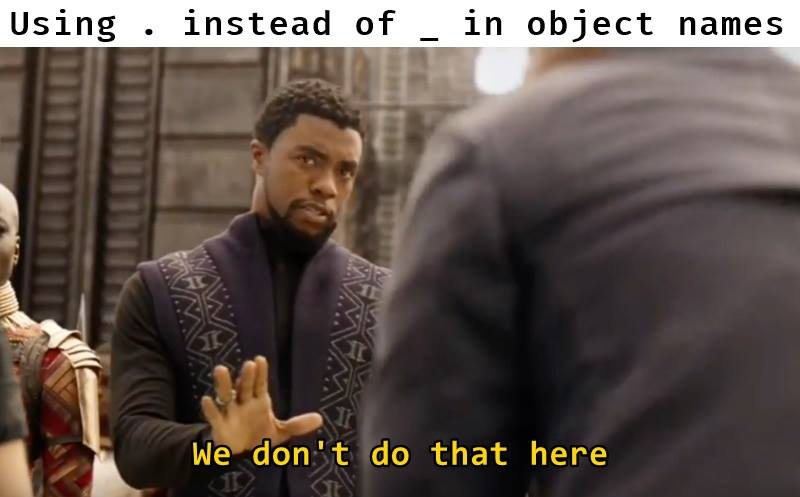 Using . instead of _ in object names
We don't do that here